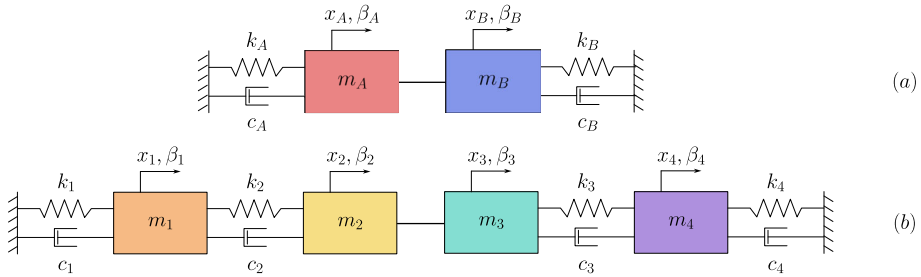 x_A, β_A x_B, β_B
k_A k_B
m_A m_B (a)
c_A c_B
x_1, β_1 x_2, β_2 x_3, β_3 x_4, β_4
k_1 k_2 k_3 k_4
m_1 m_2 m_3 m_4 (b)
c_1 c_2 c_3 c_4